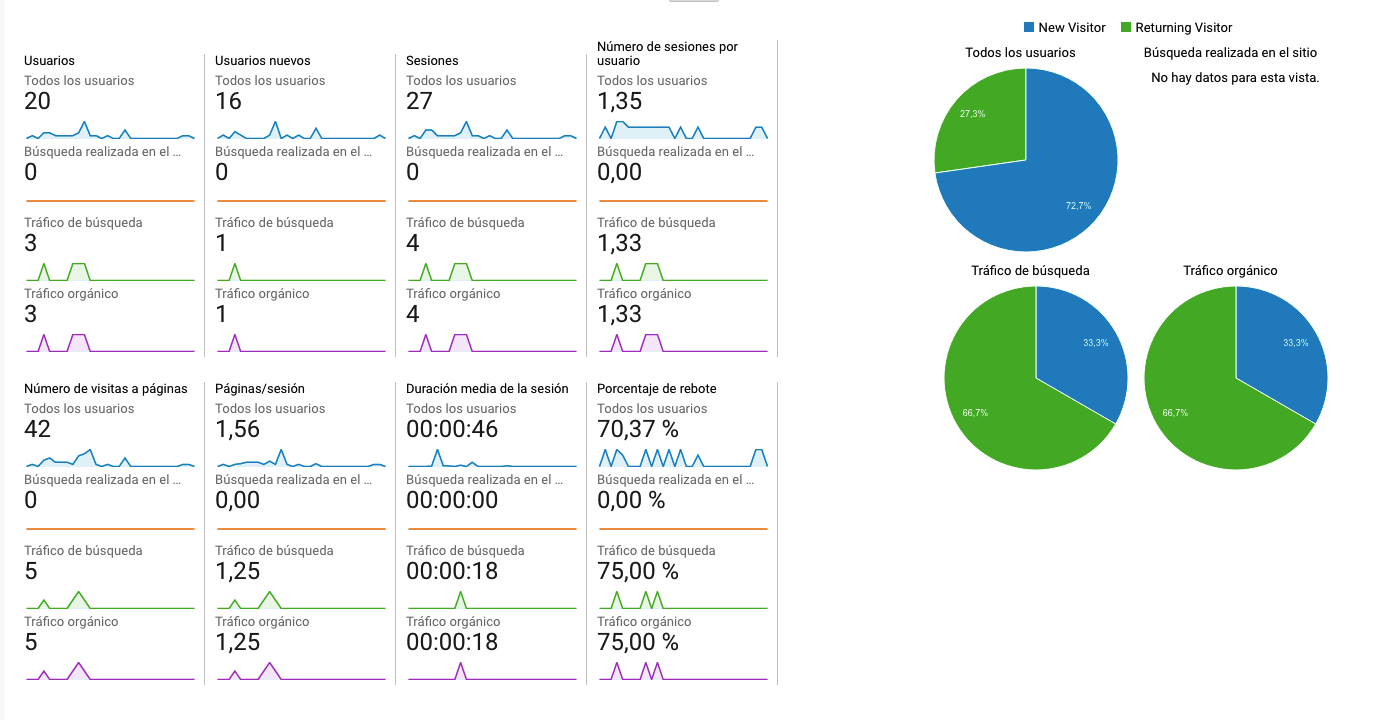 Usuarios
Todos los usuarios
20
Búsqueda realizada en el ...
0
Tráfico de búsqueda
3
Tráfico orgánico
3
Usuarios nuevos
Todos los usuarios
16
Búsqueda realizada en el ...
0
Tráfico de búsqueda
1
Tráfico orgánico
1
Sesiones
Todos los usuarios
27
Búsqueda realizada en el ...
0
Tráfico de búsqueda
4
Tráfico orgánico
4
Número de sesiones por
usuario
Todos los usuarios
1,35
Búsqueda realizada en el ...
0,00
Tráfico de búsqueda
1,33
Tráfico orgánico
1,33
Número de visitas a páginas
Todos los usuarios
42
Búsqueda realizada en el ...
0
Tráfico de búsqueda
5
Tráfico orgánico
5
Páginas/sesión
Todos los usuarios
1,56
Búsqueda realizada en el ...
0,00
Tráfico de búsqueda
1,25
Tráfico orgánico
1,25
Duración media de la sesión
Todos los usuarios
00:00:46
Búsqueda realizada en el ...
00:00:00
Tráfico de búsqueda
00:00:18
Tráfico orgánico
00:00:18
Porcentaje de rebote
Todos los usuarios
70,37 %
Búsqueda realizada en el ...
0,00 %
Tráfico de búsqueda
75,00 %
Tráfico orgánico
75,00 %
New Visitor Returning Visitor
Todos los usuarios
27,3%
72,7%
Búsqueda realizada en el sitio
No hay datos para esta vista.
Tráfico de búsqueda
33,3%
66,7%
Tráfico orgánico
33,3%
66,7%